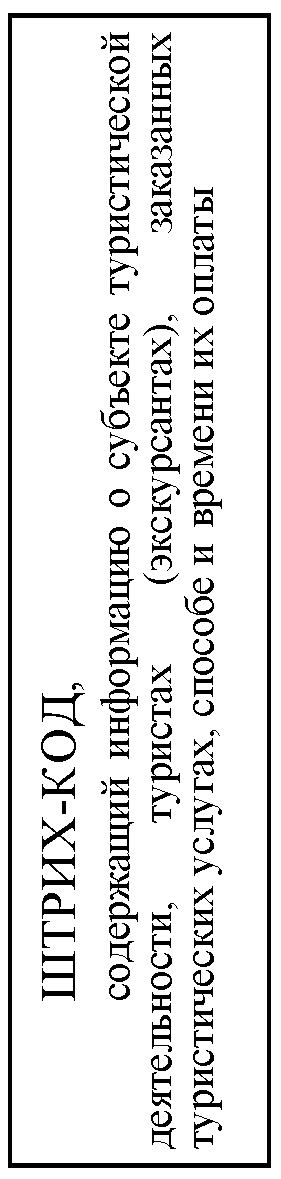 ШТРИХ-КОД,
содержащий информацию о субъекте туристической
деятельности, туристах (экскурсантах), заказанных
туристических услугах, способе и времени их оплаты